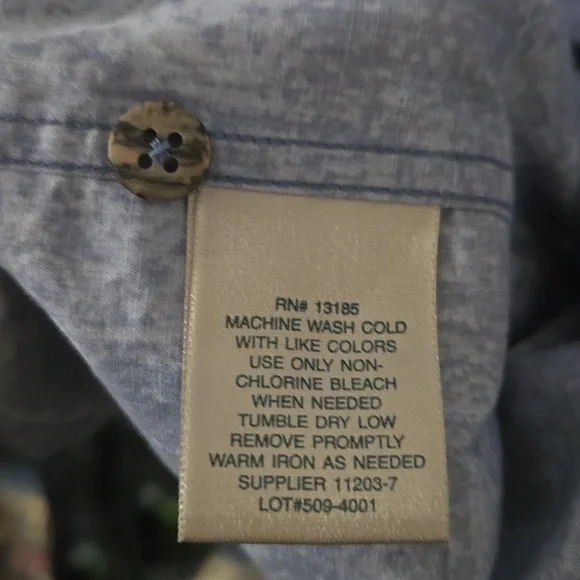 RN# 13185
MACHINE WASH COLD
WITH LIKE COLORS
USE ONLY NON-
CHLORINE BLEACH
WHEN NEEDED
TUMBLE DRY LOW
REMOVE PROMPTLY
WARM IRON AS NEEDED
SUPPLIER 11203-7
LOT#509-4001